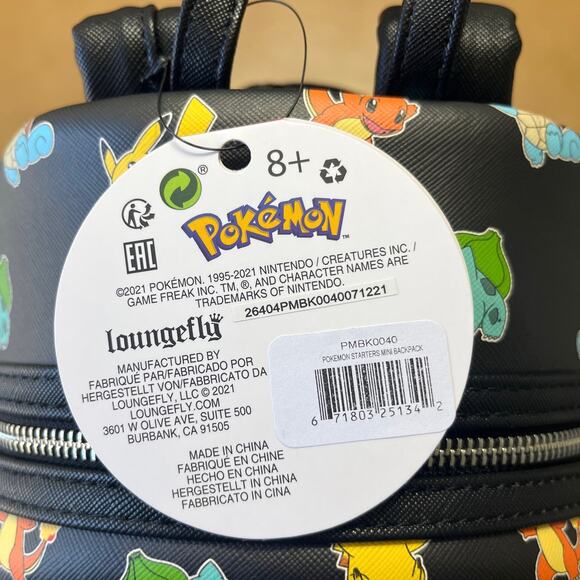 8+
®
POKÉMON™
EAC
©2021 POKÉMON. 1995-2021 NINTENDO / CREATURES INC. /
GAME FREAK INC. TM, ®, AND CHARACTER NAMES ARE
TRADEMARKS OF NINTENDO.
26404PMBK0040071221
loungefly
MANUFACTURED BY
FABRIQUÉ PAR/FABRICADO POR
HERGESTELLT VON/FABBRICATO DA
LOUNGEFLY, LLC © 2021
LOUNGEFLY.COM
3601 W OLIVE AVE, SUITE 500
BURBANK, CA 91505
MADE IN CHINA
FABRIQUÉ EN CHINE
HECHO EN CHINA
HERGESTELLT IN CHINA
FABBRICATO IN CINA
PMBK0040
POKEMON STARTERS MINI BACKPACK
6 71803 25134 2